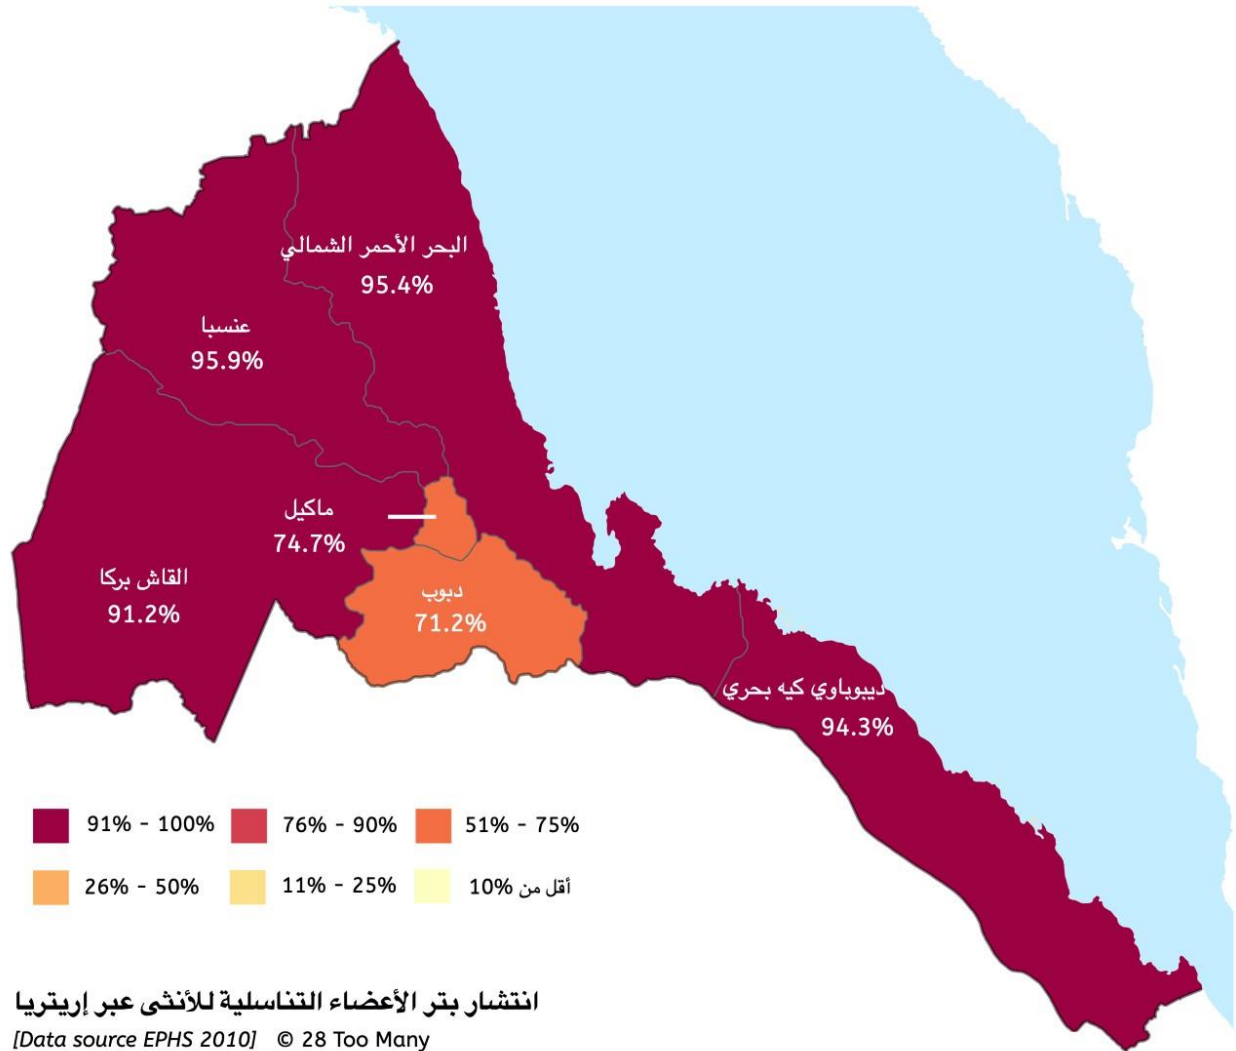 البحر الأحمر الشمالي
95.4%
عنسبا
95.9%
ماكيل
74.7%
القاش بركا
91.2%
دبوب
71.2%
ديبوباوي كيه بحري
94.3%
91% - 100%
76% - 90%
51% - 75%
26% - 50%
11% - 25%
أقل من 10%
انتشار بتر الأعضاء التناسلية للأنثى عبر إريتريا
[Data source EPHS 2010] © 28 Too Many